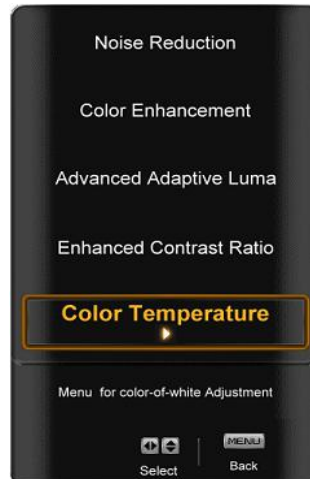 Noise Reduction
Color Enhancement
Advanced Adaptive Luma
Enhanced Contrast Ratio
Color Temperature
Menu for color-of-white Adjustment
MENU
Select
Back